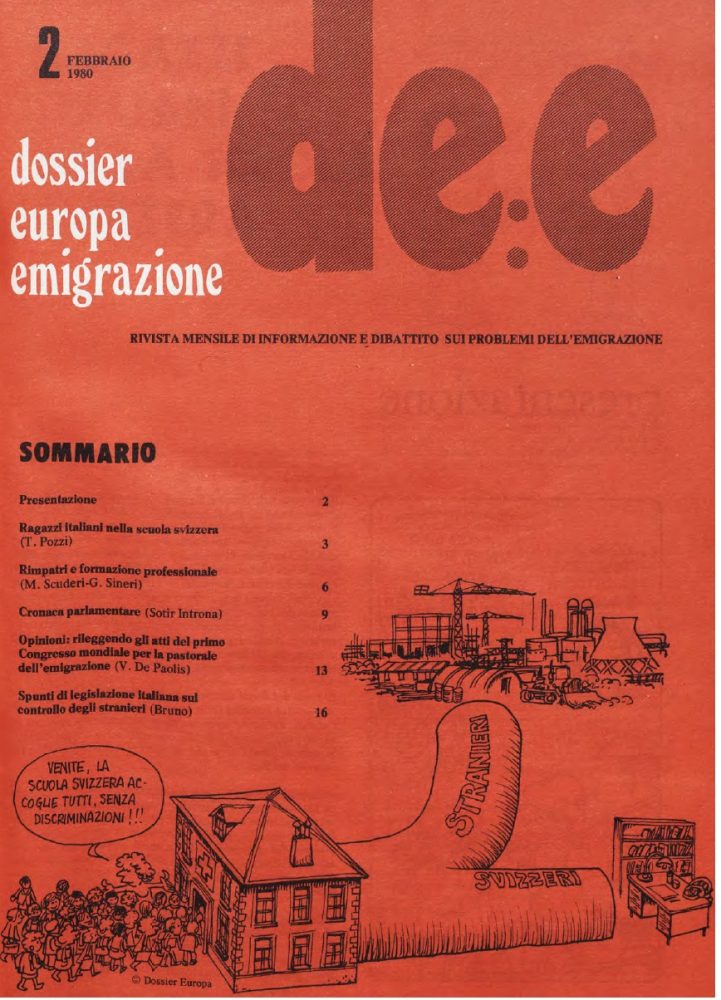 2 FEBBRAIO
1980
de:e
dossier
europa
emigrazione
RIVISTA MENSILE DI INFORMAZIONE E DIBATTITO SUI PROBLEMI DELL'EMIGRAZIONE
SOMMARIO
Presentazione 2
Ragazzi italiani nella scuola svizzera
(T. Pozzi) 3
Rimpatri e formazione professionale
(M. Scuderi-G. Sineri) 6
Cronaca parlamentare (Sotir Introna) 9
Opinioni: rileggendo gli atti del primo
Congresso mondiale per la pastorale
dell'emigrazione (V. De Paolis) 13
Spunti di legislazione italiana sul
controllo degli stranieri (Bruno) 16
VENITE, LA
SCUOLA SVIZZERA AC-
COGLIE TUTTI, SENZA
DISCRIMINAZIONI!!!
STRANIERI
SVIZZERI
© Dossier Europa